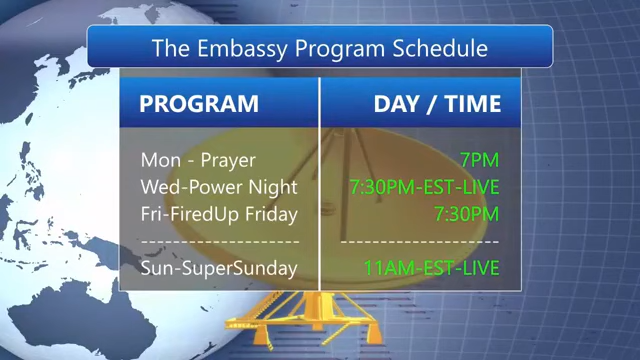 The Embassy Program Schedule
PROGRAM DAY / TIME
Mon - Prayer 7PM
Wed-Power Night 7:30PM-EST-LIVE
Fri-FiredUp Friday 7:30PM
-------------------- --------------------
Sun-SuperSunday 11AM-EST-LIVE